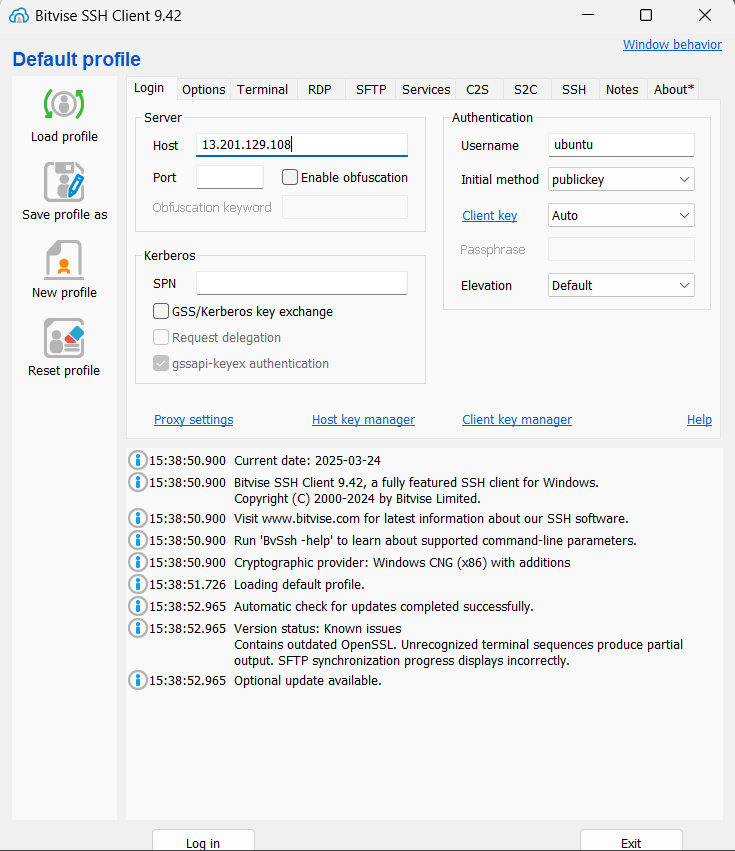 Bitvise SSH Client 9.42
Window behavior
Default profile
Load profile
Save profile as
New profile
Reset profile
Login Options Terminal RDP SFTP Services C2S S2C SSH Notes About*
Server
Host 13.201.129.108
Port Enable obfuscation
Obfuscation keyword
Kerberos
SPN
GSS/Kerberos key exchange
Request delegation
gssapi-keyex authentication
Authentication
Username ubuntu
Initial method publickey
Client key Auto
Passphrase
Elevation Default
Proxy settings Host key manager Client key manager Help
15:38:50.900 Current date: 2025-03-24
15:38:50.900 Bitvise SSH Client 9.42, a fully featured SSH client for Windows.
Copyright (C) 2000-2024 by Bitvise Limited.
15:38:50.900 Visit www.bitvise.com for latest information about our SSH software.
15:38:50.900 Run 'BvSsh -help' to learn about supported command-line parameters.
15:38:50.900 Cryptographic provider: Windows CNG (x86) with additions
15:38:51.726 Loading default profile.
15:38:52.965 Automatic check for updates completed successfully.
15:38:52.965 Version status: Known issues
Contains outdated OpenSSL. Unrecognized terminal sequences produce partial
output. SFTP synchronization progress displays incorrectly.
15:38:52.965 Optional update available.
Log in Exit